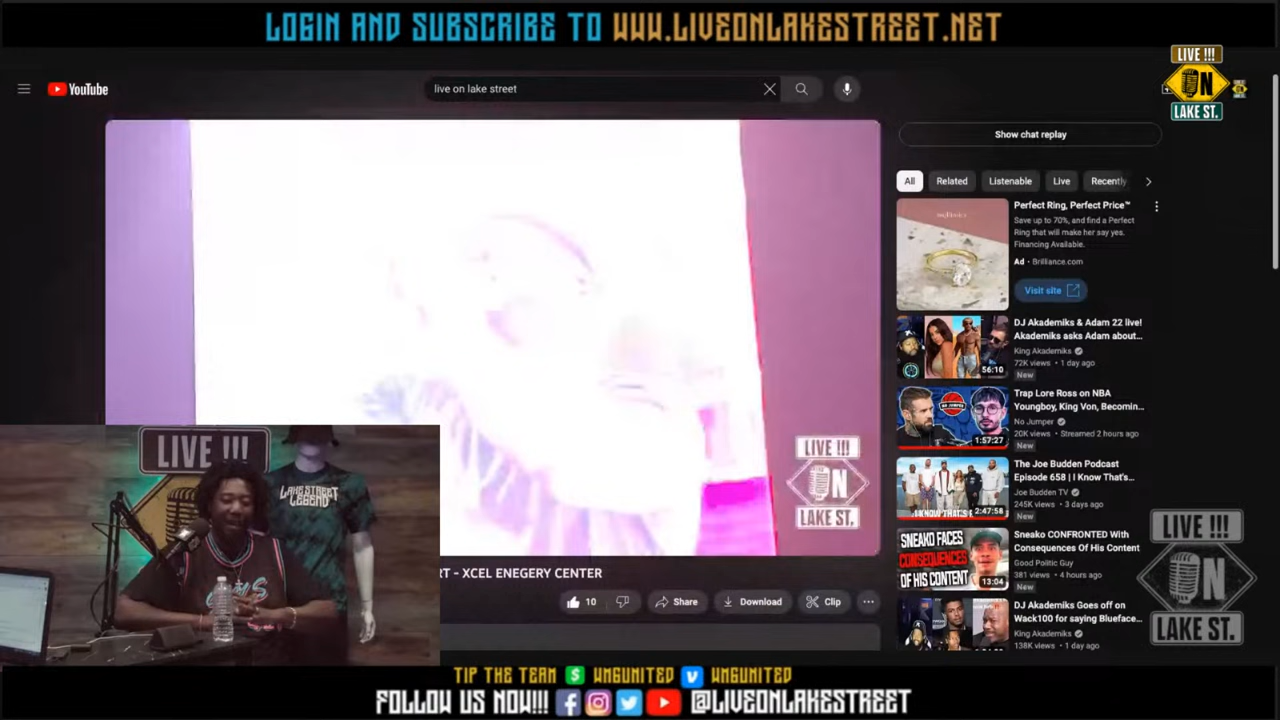 LOGIN AND SUBSCRIBE TO WWW.LIVEONLAKESTREET.NET
LIVE !!!
ON
LAKE ST.
YouTube
live on lake street
Show chat replay
All
Related
Listenable
Live
Recently
Perfect Ring, Perfect Price™
Save up to 70%, and find a Perfect
Ring that will make her say yes.
Financing Available.
Ad · Brilliance.com
Visit site
DJ Akademiks & Adam 22 live!
Akademiks asks Adam about...
King Akademiks
72K views • 1 day ago
New
56:10
Trap Lore Ross on NBA
Youngboy, King Von, Becomin...
No Jumper
20K views • Streamed 2 hours ago
New
1:57:27
The Joe Budden Podcast
Episode 658 | I Know That's...
Joe Budden TV
245K views • 3 days ago
New
2:47:58
SNEAKO FACES
CONSEQUENCES
OF HIS CONTENT
13:04
Sneako CONFRONTED With
Consequences Of His Content
Good Politic Guy
381 views • 4 hours ago
New
DJ Akademiks Goes off on
Wack100 for saying Blueface...
King Akademiks
138K views • 1 day ago
LIVE !!!
ON
LAKE ST.
LIVE !!!
ON
LAKE ST.
LIVE !!!
LAKE STREET
LEGEND
RT - XCEL ENEGERY CENTER
10
Share
Download
Clip
TIP THE TEAM $ WMGUNITED V WMGUNITED
FOLLOW US NOW!!! @LIVEONLAKESTREET